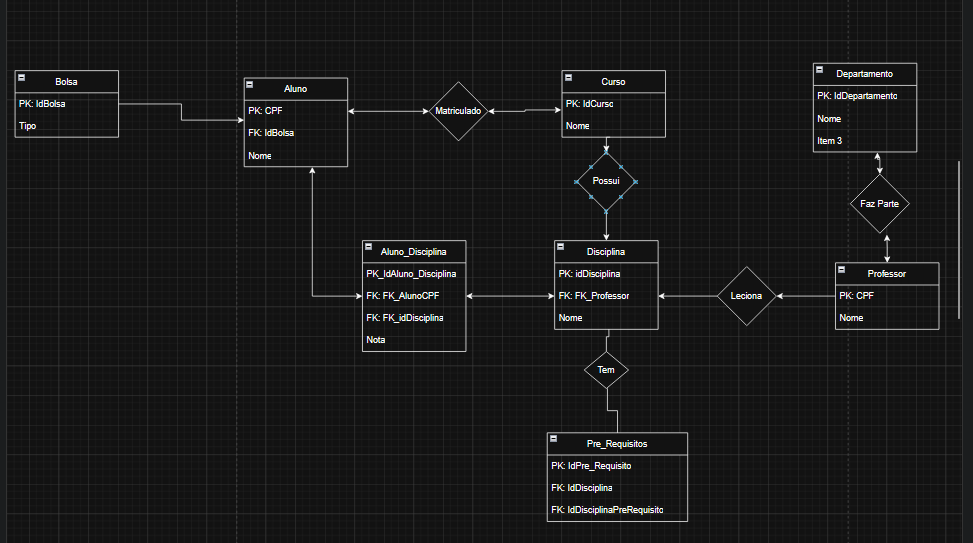 Bolsa
PK: IdBolsa
Tipo
Aluno
PK: CPF
FK: IdBolsa
Nome
Matriculado
Curso
PK: IdCurso
Nome
Departamento
PK: IdDepartamento
Nome
Item 3
Possui
Faz Parte
Aluno_Disciplina
PK_IdAluno_Disciplina
FK: FK_AlunoCPF
FK: FK_idDisciplina
Nota
Disciplina
PK: idDisciplina
FK: FK_Professor
Nome
Leciona
Professor
PK: CPF
Nome
Tem
Pre_Requisitos
PK: IdPre_Requisito
FK: IdDisciplina
FK: IdDisciplinaPreRequisito